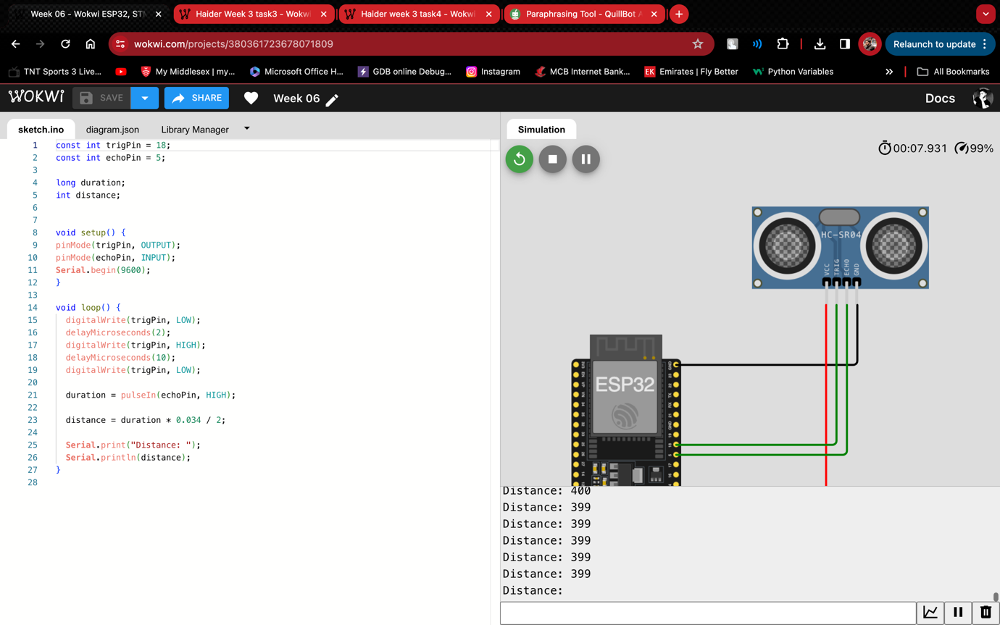 Week 06 - Wokwi ESP32, STM
Haider Week 3 task3 - Wokwi
Haider week 3 task4 - Wokwi
Paraphrasing Tool - QuillBot A
wokwi.com/projects/380361723678071809
Relaunch to update
TNT Sports 3 Live...
My Middlesex | my...
Microsoft Office H...
GDB online Debug...
Instagram
MCB Internet Bank...
EK Emirates | Fly Better
Python Variables
All Bookmarks
WOKWI
SAVE
SHARE
Week 06
Docs
sketch.ino
diagram.json
Library Manager
1 const int trigPin = 18;
2 const int echoPin = 5;
3
4 long duration;
5 int distance;
6
7
8 void setup() {
9 pinMode(trigPin, OUTPUT);
10 pinMode(echoPin, INPUT);
11 Serial.begin(9600);
12 }
13
14 void loop() {
15 digitalWrite(trigPin, LOW);
16 delayMicroseconds(2);
17 digitalWrite(trigPin, HIGH);
18 delayMicroseconds(10);
19 digitalWrite(trigPin, LOW);
20
21 duration = pulseIn(echoPin, HIGH);
22
23 distance = duration * 0.034 / 2;
24
25 Serial.print("Distance: ");
26 Serial.println(distance);
27 }
28
Simulation
00:07.931
99%
HC-SR04
VCC
TRIG
ECHO
GND
ESP32
Distance: 400
Distance: 399
Distance: 399
Distance: 399
Distance: 399
Distance: 399
Distance: